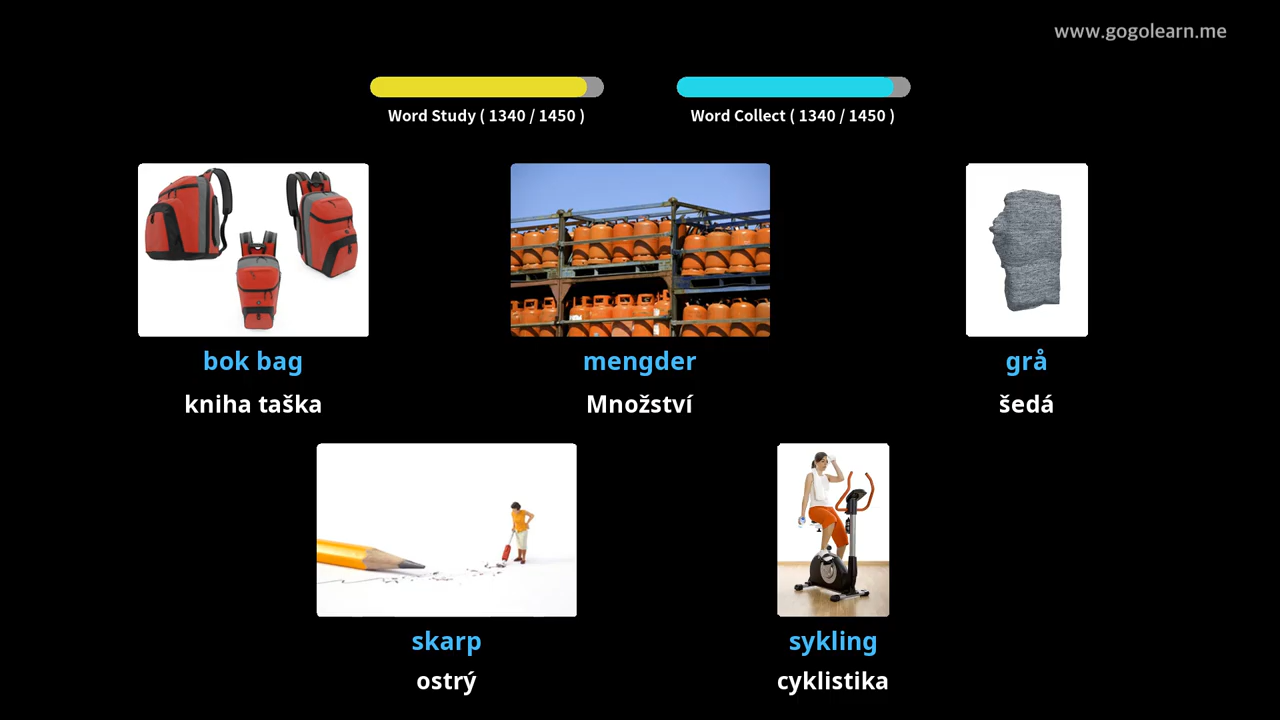 www.gogolearn.me
Word Study ( 1340 / 1450 )
Word Collect ( 1340 / 1450 )
bok bag
mengder
grå
kniha taška
Množství
šedá
skarp
sykling
ostrý
cyklistika